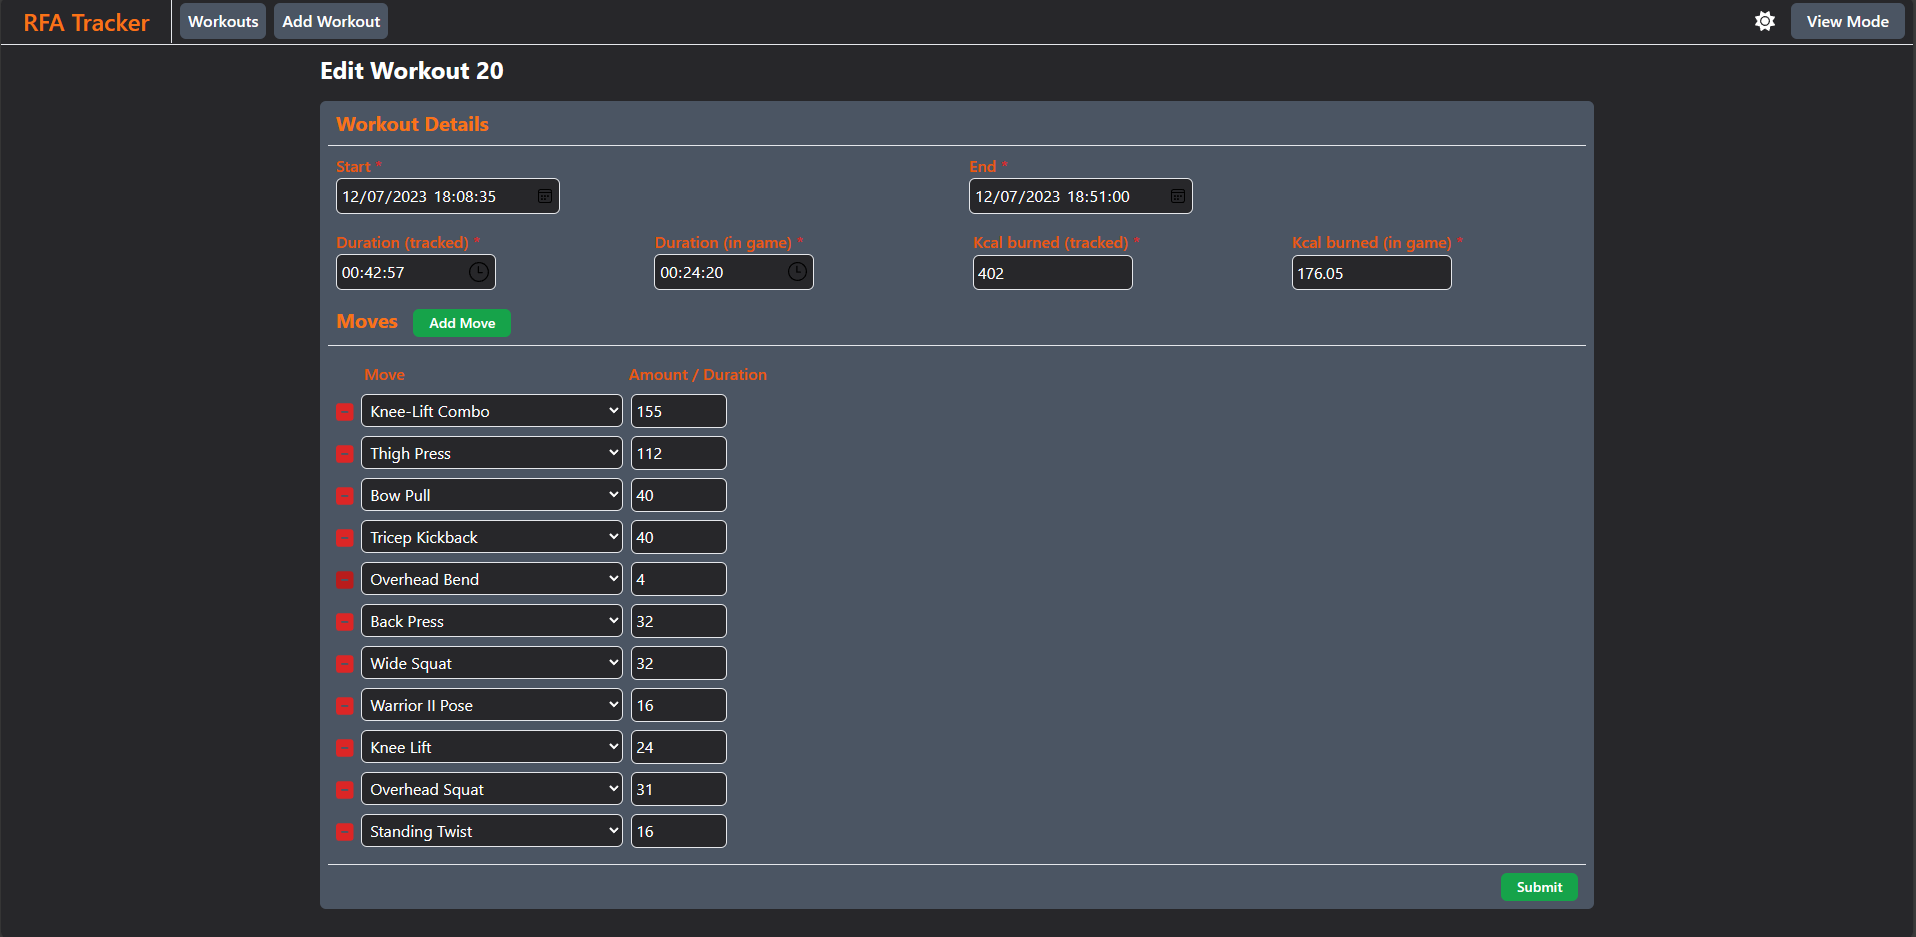 RFA Tracker Workouts Add Workout View Mode
Edit Workout 20
Workout Details
Start * End *
12/07/2023 18:08:35 12/07/2023 18:51:00
Duration (tracked) * Duration (in game) * Kcal burned (tracked) * Kcal burned (in game) *
00:42:57 00:24:20 402 176.05
Moves Add Move
Move Amount / Duration
Knee-Lift Combo 155
Thigh Press 112
Bow Pull 40
Tricep Kickback 40
Overhead Bend 4
Back Press 32
Wide Squat 32
Warrior II Pose 16
Knee Lift 24
Overhead Squat 31
Standing Twist 16
Submit